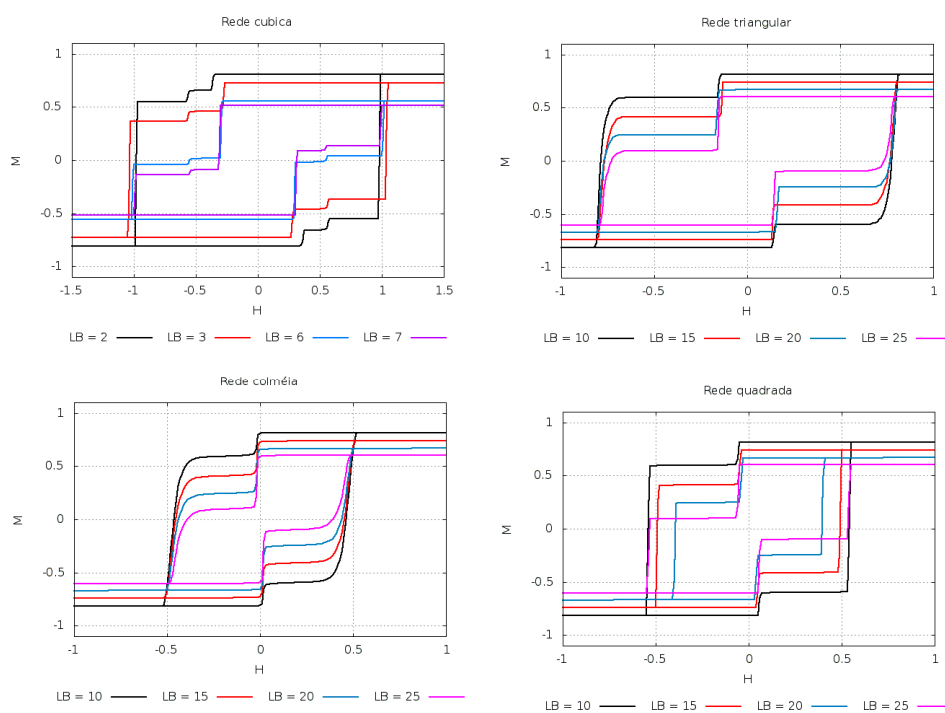 Rede cubica
1
0.5
M
0
-0.5
-1
-1.5 -1 -0.5 0 0.5 1 1.5
H
LB = 2 LB = 3 LB = 6 LB = 7
Rede triangular
1
0.5
M
0
-0.5
-1
-1 -0.5 0 0.5 1
H
LB = 10 LB = 15 LB = 20 LB = 25
Rede colméia
1
0.5
M
0
-0.5
-1
-1 -0.5 0 0.5 1
H
LB = 10 LB = 15 LB = 20 LB = 25
Rede quadrada
1
0.5
M
0
-0.5
-1
-1 -0.5 0 0.5 1
H
LB = 10 LB = 15 LB = 20 LB = 25